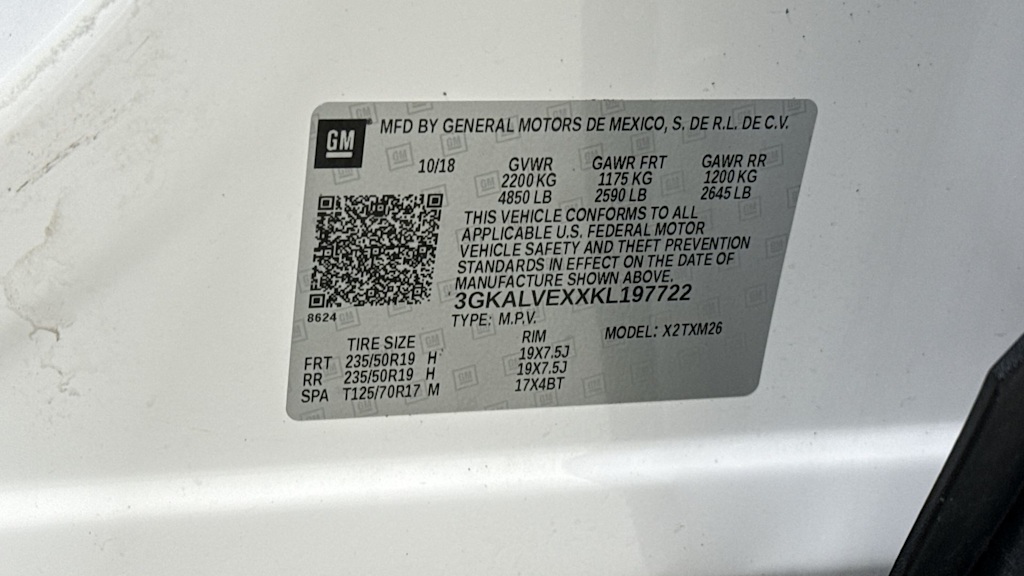 GM MFD BY GENERAL MOTORS DE MEXICO, S. DE R.L. DE C.V.
10/18 GVWR GAWR FRT GAWR RR
2200 KG 1175 KG 1200 KG
4850 LB 2590 LB 2645 LB
THIS VEHICLE CONFORMS TO ALL
APPLICABLE U.S. FEDERAL MOTOR
VEHICLE SAFETY AND THEFT PREVENTION
STANDARDS IN EFFECT ON THE DATE OF
MANUFACTURE SHOWN ABOVE.
3GKALVEXXKL197722
8624
TYPE: M.P.V.
TIRE SIZE RIM MODEL: X2TXM26
FRT 235/50R19 H 19X7.5J
RR 235/50R19 H 19X7.5J
SPA T125/70R17 M 17X4BT